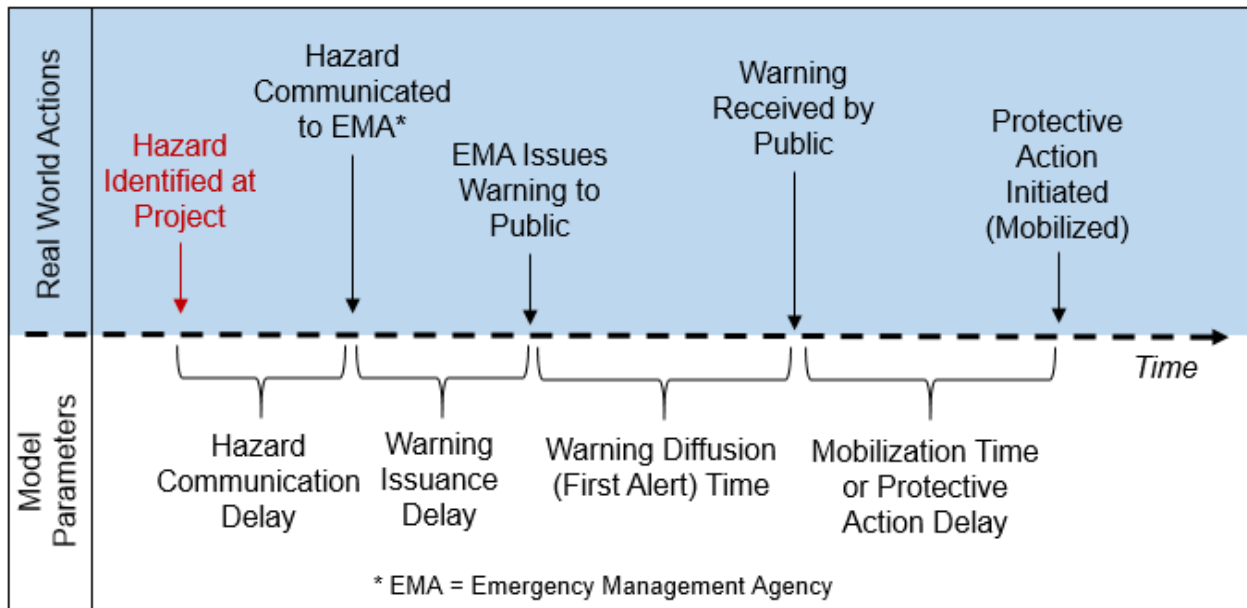 Real World Actions
Hazard
Identified at
Project
Hazard
Communicated
to EMA*
EMA Issues
Warning to
Public
Warning
Received by
Public
Protective
Action
Initiated
(Mobilized)
Time
Model
Parameters
Hazard
Communication
Delay
Warning
Issuance
Delay
Warning Diffusion
(First Alert) Time
Mobilization Time
or Protective
Action Delay
* EMA = Emergency Management Agency